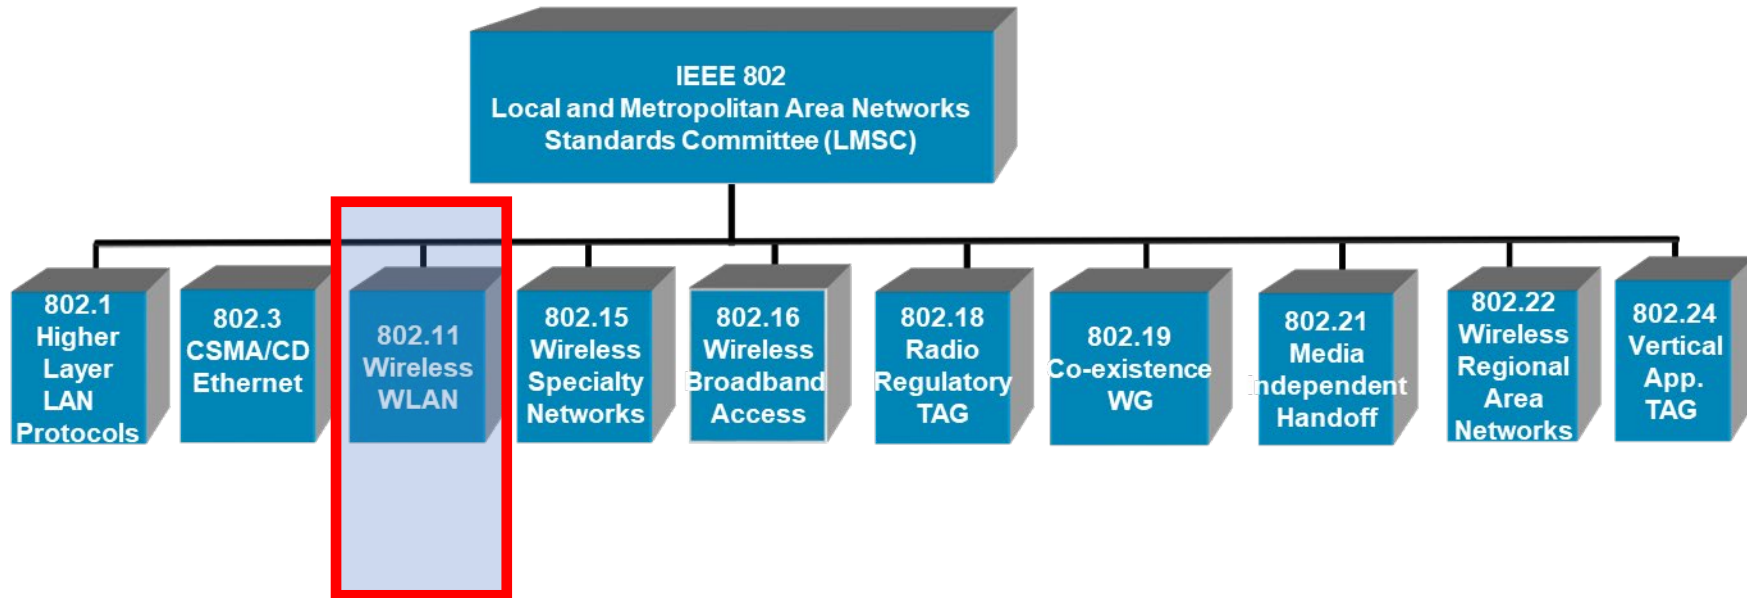 IEEE 802
Local and Metropolitan Area Networks
Standards Committee (LMSC)
802.1
Higher
Layer
LAN
Protocols
802.3
CSMA/CD
Ethernet
802.11
Wireless
WLAN
802.15
Wireless
Specialty
Networks
802.16
Wireless
Broadband
Access
802.18
Radio
Regulatory
TAG
802.19
Co-existence
WG
802.21
Media
Independent
Handoff
802.22
Wireless
Regional
Area
Networks
802.24
Vertical
App.
TAG